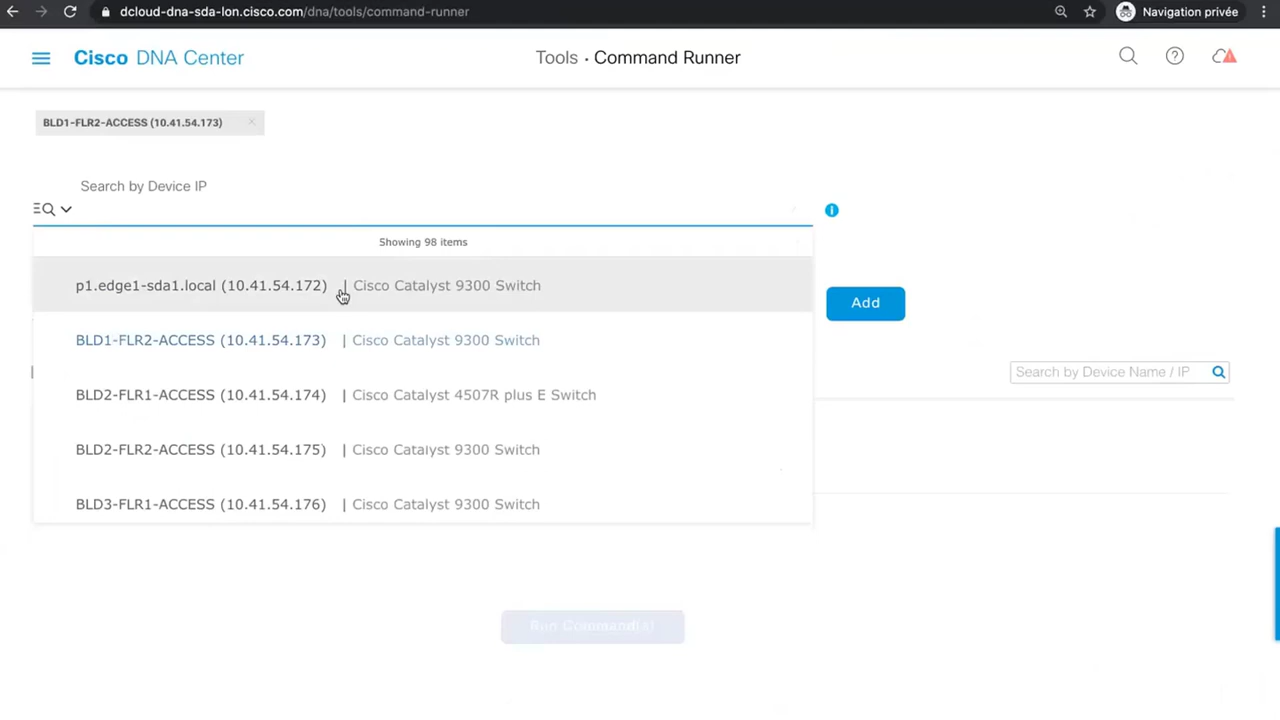 dcloud-dna-sda-lon.cisco.com/dna/tools/command-runner
Navigation privée
Cisco DNA Center
Tools • Command Runner
BLD1-FLR2-ACCESS (10.41.54.173) ×
Search by Device IP
Showing 98 items
p1.edge1-sda1.local (10.41.54.172) | Cisco Catalyst 9300 Switch
Add
BLD1-FLR2-ACCESS (10.41.54.173) | Cisco Catalyst 9300 Switch
Search by Device Name / IP
BLD2-FLR1-ACCESS (10.41.54.174) | Cisco Catalyst 4507R plus E Switch
BLD2-FLR2-ACCESS (10.41.54.175) | Cisco Catalyst 9300 Switch
BLD3-FLR1-ACCESS (10.41.54.176) | Cisco Catalyst 9300 Switch
Run Command(s)